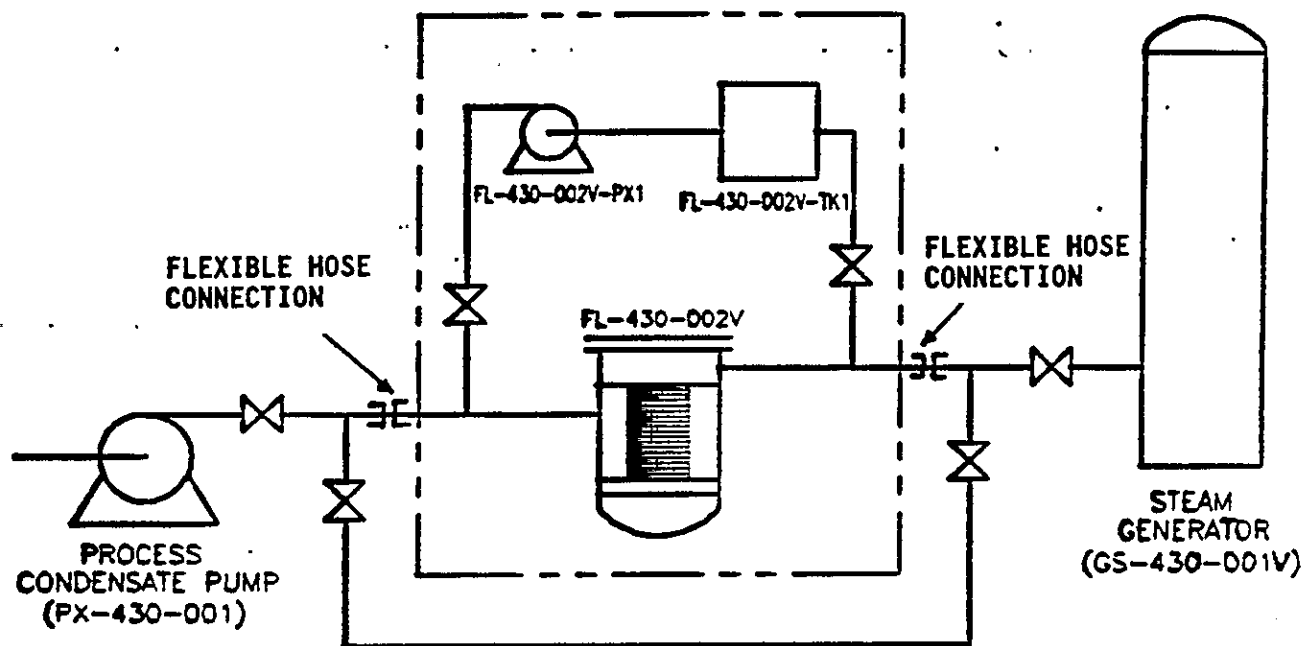 FL-430-002V-PX1
FL-430-002V-TK1
FLEXIBLE HOSE
CONNECTION
FLEXIBLE HOSE
CONNECTION
FL-430-002V
PROCESS
CONDENSATE PUMP
(PX-430-001)
STEAM
GENERATOR
(GS-430-001V)